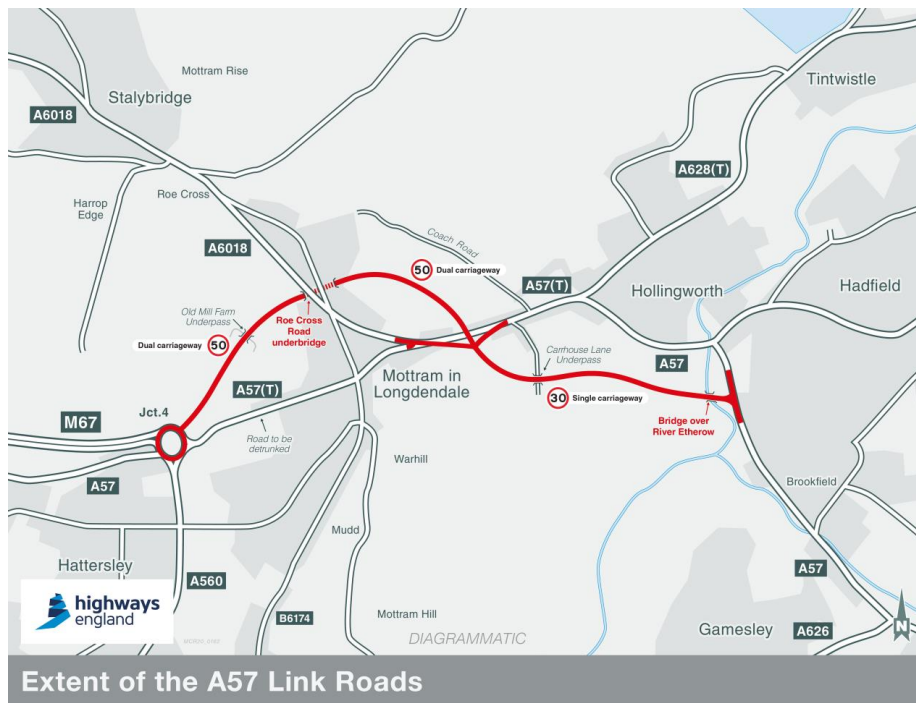 Mottram Rise
Stalybridge
Tintwistle
A6018
A628(T)
Roe Cross
Harrop
Edge
A6018
Coach Road
50 Dual carriageway
A57(T)
Hollingworth
Hadfield
Old Mill Farm
Underpass
Roe Cross
Road
underbridge
Dual carriageway 50
Carrhouse Lane
Underpass
A57
A57(T)
Mottram in
Longdendale
30 Single carriageway
Jct.4
M67
Road to be
detrunked
Bridge over
River Etherow
Warhill
A57
Brookfield
Mudd
Hattersley
A560
A57
highways
england
B6174
Mottram Hill
DIAGRAMMATIC
Gamesley
A626
N
Extent of the A57 Link Roads